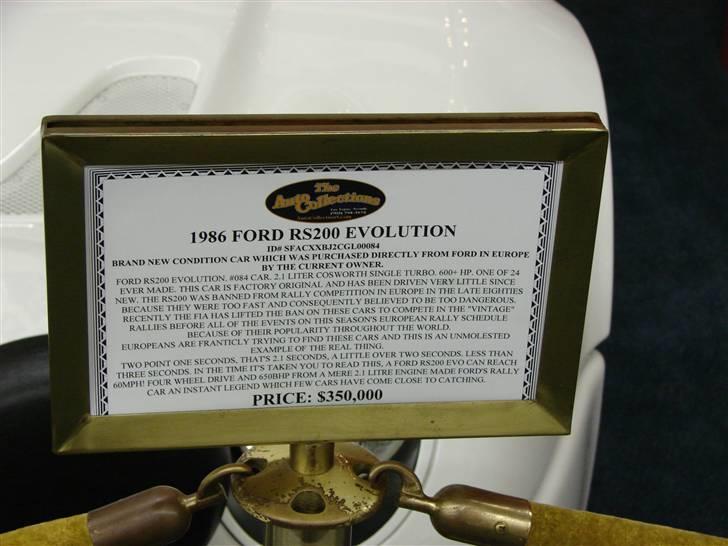 The
Auto Collections
Las Vegas, Nevada
(702) 794-3174
AutoCollections.com
1986 FORD RS200 EVOLUTION
ID# SFACXXBJ2CGL00084
BRAND NEW CONDITION CAR WHICH WAS PURCHASED DIRECTLY FROM FORD IN EUROPE
BY THE CURRENT OWNER.
FORD RS200 EVOLUTION. #084 CAR. 2.1 LITER COSWORTH SINGLE TURBO. 600+ HP. ONE OF 24
EVER MADE. THIS CAR IS FACTORY ORIGINAL AND HAS BEEN DRIVEN VERY LITTLE SINCE
NEW. THE RS200 WAS BANNED FROM RALLY COMPETITION IN EUROPE IN THE LATE EIGHTIES
BECAUSE THEY WERE TOO FAST AND CONSEQUENTLY BELIEVED TO BE TOO DANGEROUS.
RECENTLY THE FIA HAS LIFTED THE BAN ON THESE CARS TO COMPETE IN THE "VINTAGE"
RALLIES BEFORE ALL OF THE EVENTS ON THIS SEASON'S EUROPEAN RALLY SCHEDULE
BECAUSE OF THEIR POPULARITY THROUGHOUT THE WORLD.
EUROPEANS ARE FRANTICLY TRYING TO FIND THESE CARS AND THIS IS AN UNMOLESTED
EXAMPLE OF THE REAL THING.
TWO POINT ONE SECONDS, THAT'S 2.1 SECONDS, A LITTLE OVER TWO SECONDS. LESS THAN
THREE SECONDS. IN THE TIME IT'S TAKEN YOU TO READ THIS, A FORD RS200 EVO CAN REACH
60MPH! FOUR WHEEL DRIVE AND 650BHP FROM A MERE 2.1 LITRE ENGINE MADE FORD'S RALLY
CAR AN INSTANT LEGEND WHICH FEW CARS HAVE COME CLOSE TO CATCHING.
PRICE: $350,000